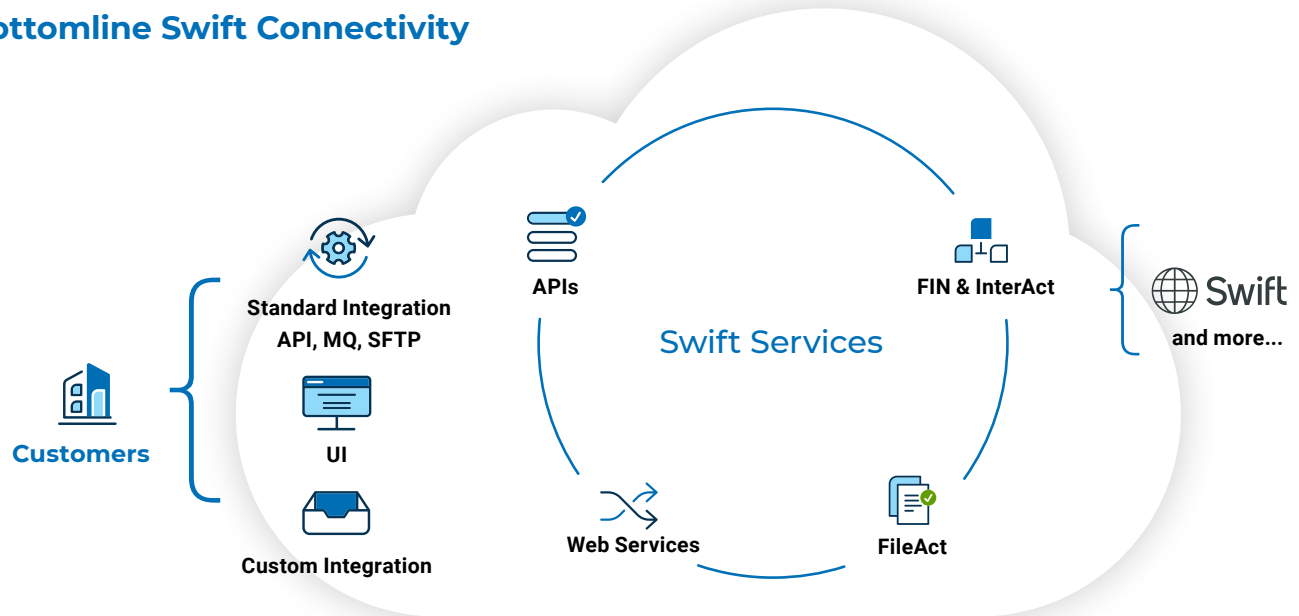 ottomline Swift Connectivity
Standard Integration
API, MQ, SFTP
UI
Custom Integration
Customers
APIs
FIN & InterAct
Swift Services
Web Services
FileAct
Swift
and more...